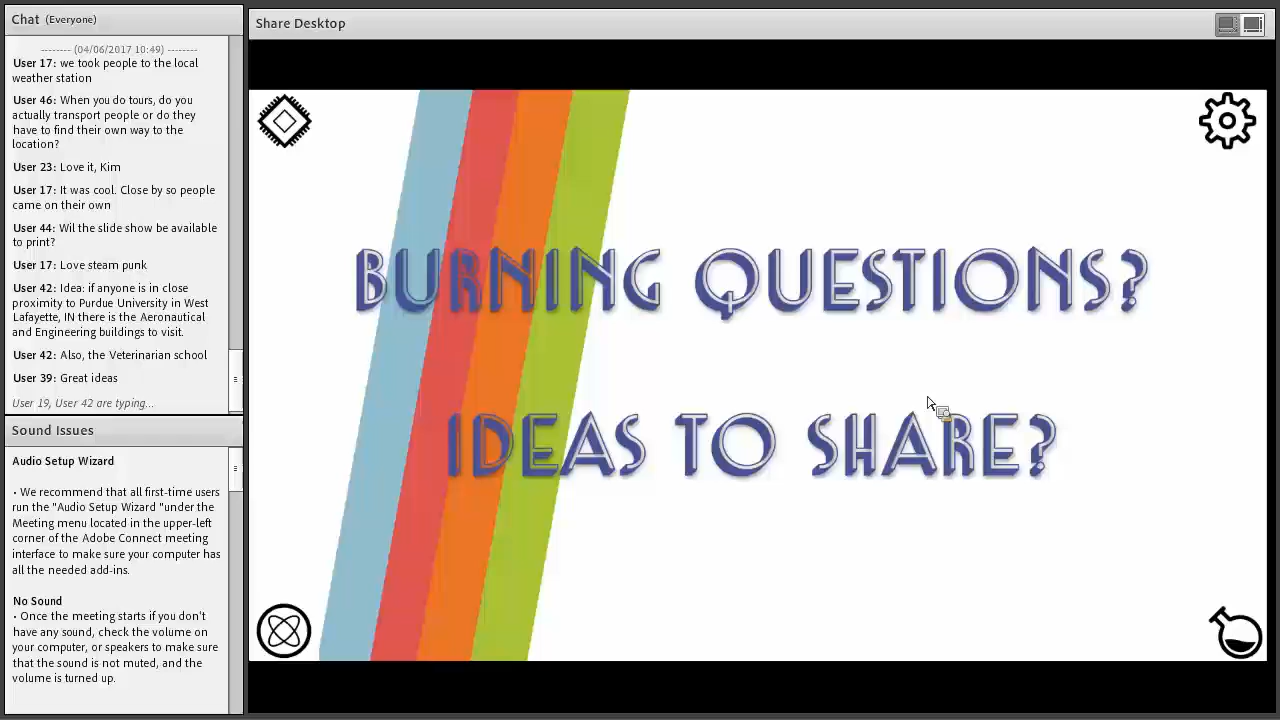 Chat (Everyone)
-------- (04/06/2017 10:49) --------
User 17: we took people to the local
weather station
User 46: When you do tours, do you
actually transport people or do they
have to find their own way to the
location?
User 23: Love it, Kim
User 17: It was cool. Close by so people
came on their own
User 44: Wil the slide show be available
to print?
User 17: Love steam punk
User 42: Idea: if anyone is in close
proximity to Purdue University in West
Lafayette, IN there is the Aeronautical
and Engineering buildings to visit.
User 42: Also, the Veterinarian school
User 39: Great ideas
User 19, User 42 are typing...
Sound Issues
Audio Setup Wizard
• We recommend that all first-time users
run the "Audio Setup Wizard "under the
Meeting menu located in the upper-left
corner of the Adobe Connect meeting
interface to make sure your computer has
all the needed add-ins.
No Sound
• Once the meeting starts if you don't
have any sound, check the volume on
your computer, or speakers to make sure
that the sound is not muted, and the
volume is turned up.
Share Desktop
BURNING QUESTIONS?
IDEAS TO SHARE?